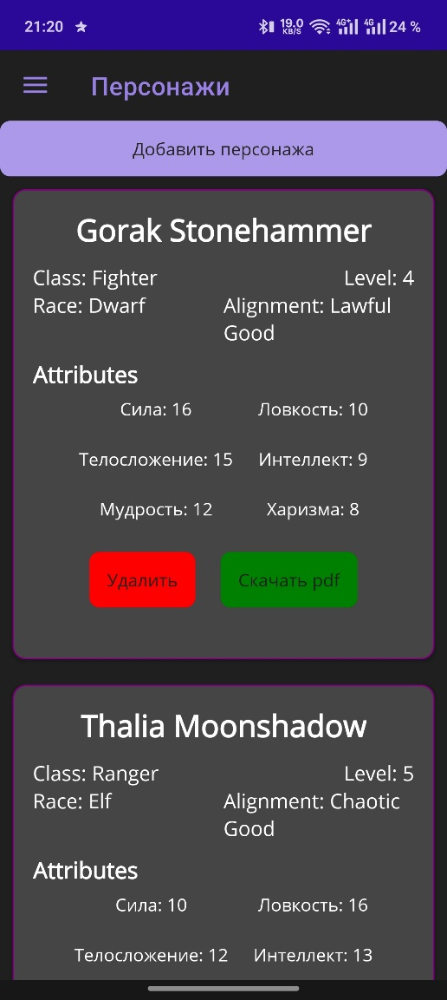 21:20 19.0 KB/S 4G+ 4G 24 %
Персонажи
Добавить персонажа
Gorak Stonehammer
Class: Fighter Level: 4
Race: Dwarf Alignment: Lawful
Good
Attributes
Сила: 16 Ловкость: 10
Телосложение: 15 Интеллект: 9
Мудрость: 12 Харизма: 8
Удалить Скачать pdf
Thalia Moonshadow
Class: Ranger Level: 5
Race: Elf Alignment: Chaotic
Good
Attributes
Сила: 10 Ловкость: 16
Телосложение: 12 Интеллект: 13